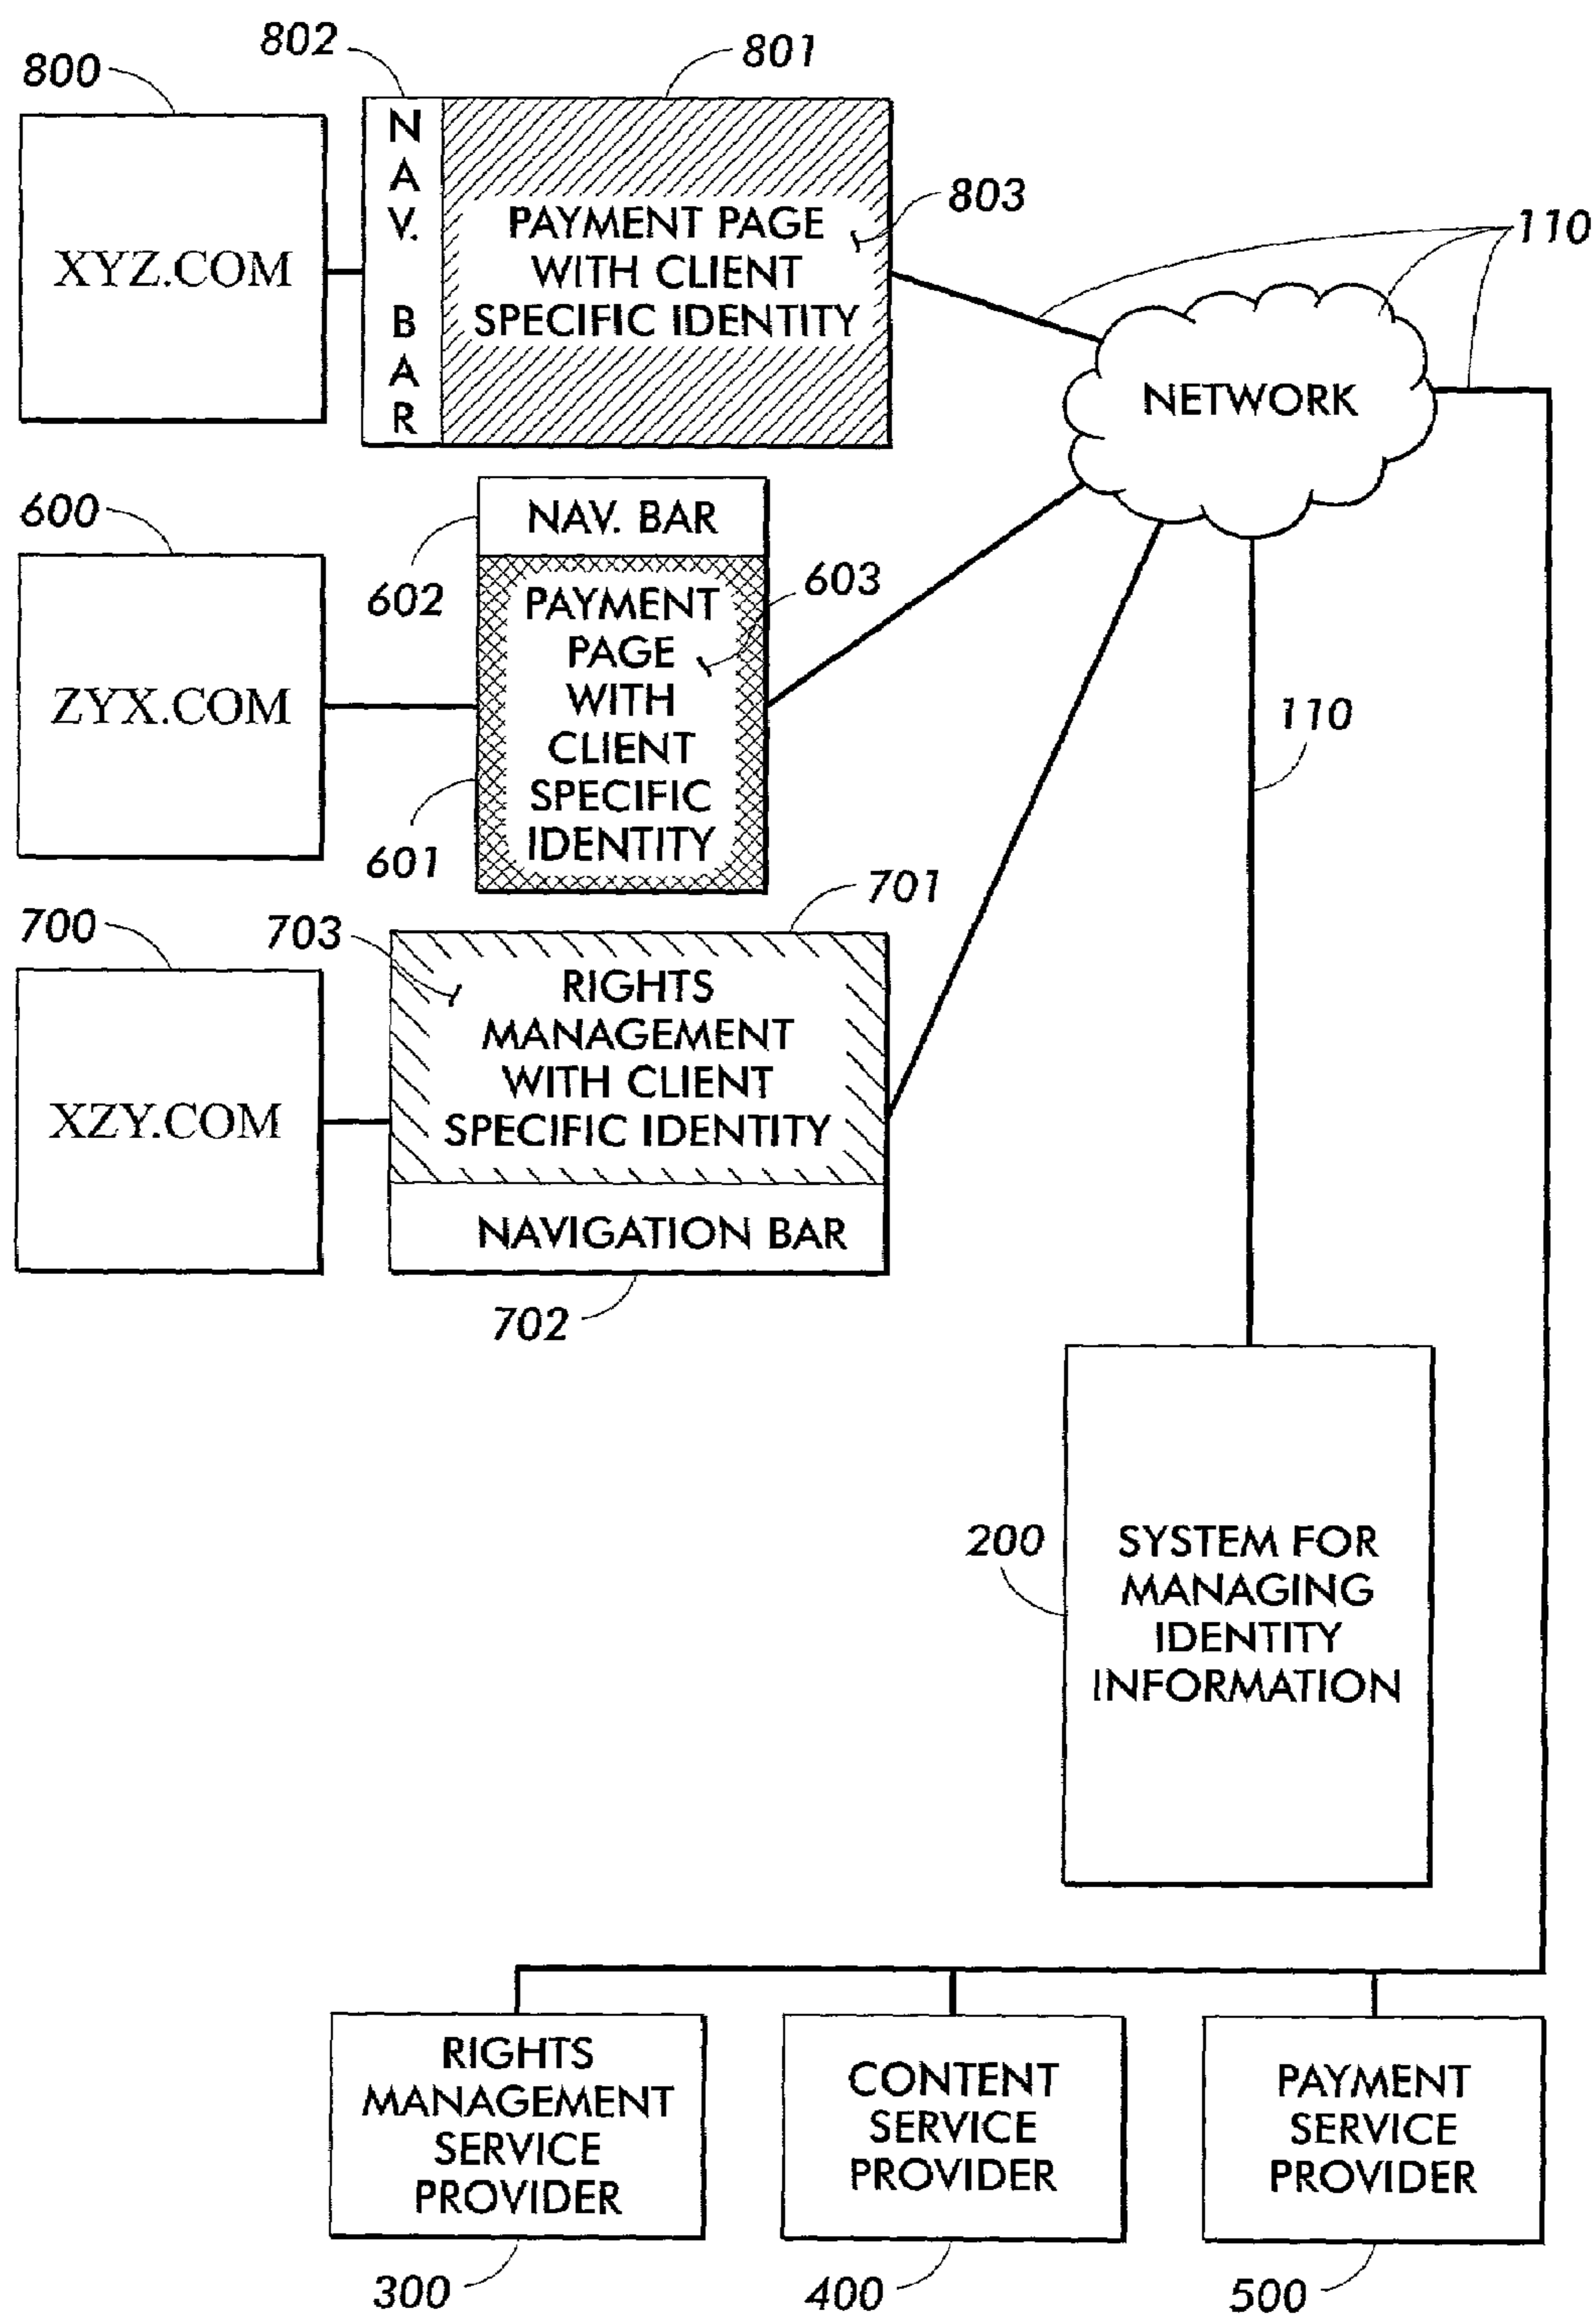 802
801
800
N
A
V.
B
A
R
803
PAYMENT PAGE
WITH CLIENT
SPECIFIC IDENTITY
XYZ.COM
110
NETWORK
600
NAV. BAR
602
603
PAYMENT
PAGE
WITH
CLIENT
SPECIFIC
IDENTITY
ZYX.COM
601
110
700
703
701
RIGHTS
MANAGEMENT
WITH CLIENT
SPECIFIC IDENTITY
XZY.COM
NAVIGATION BAR
702
200
SYSTEM FOR
MANAGING
IDENTITY
INFORMATION
RIGHTS
MANAGEMENT
SERVICE
PROVIDER
CONTENT
SERVICE
PROVIDER
PAYMENT
SERVICE
PROVIDER
300
400
500